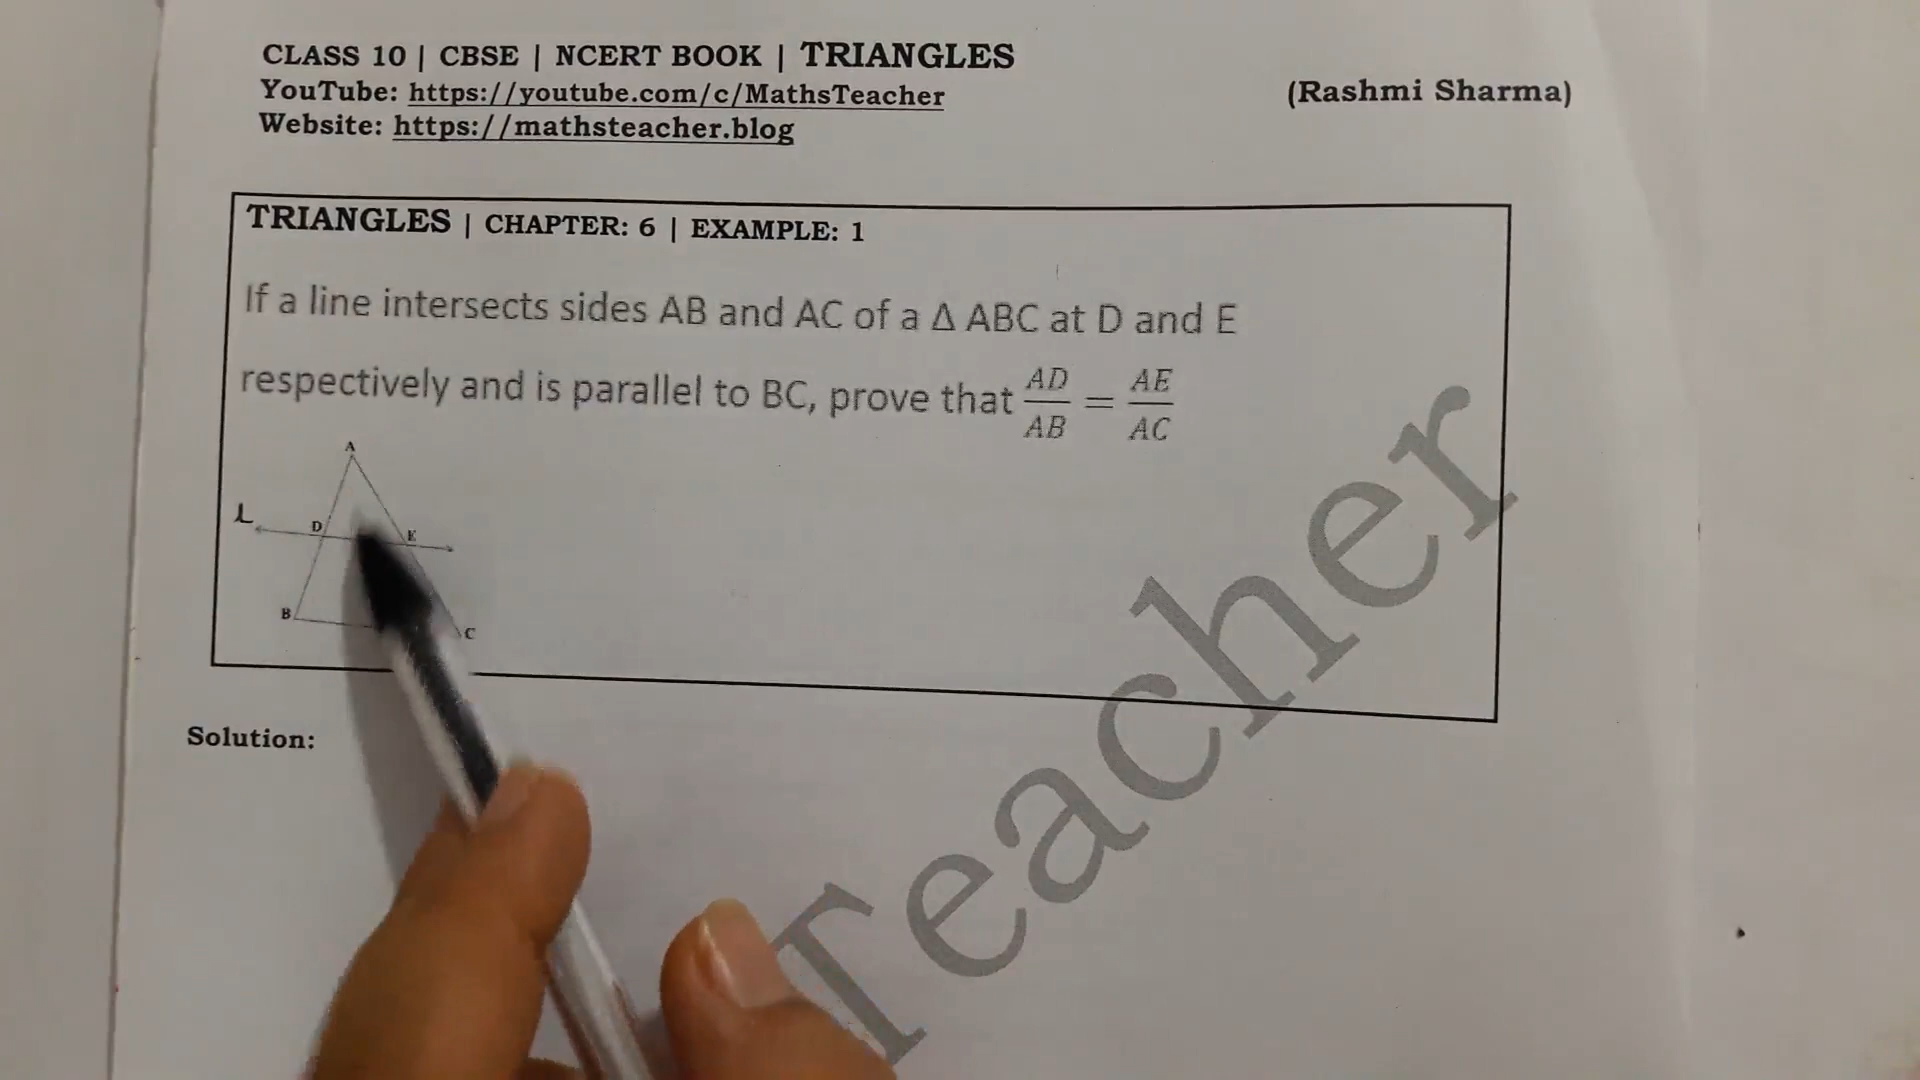 CLASS 10 | CBSE | NCERT BOOK | TRIANGLES
YouTube: https://youtube.com/c/MathsTeacher
(Rashmi Sharma)
Website: https://mathsteacher.blog
TRIANGLES | CHAPTER: 6 | EXAMPLE: 1
If a line intersects sides AB and AC of a Δ ABC at D and E
respectively and is parallel to BC, prove that AD/AB = AE/AC
A
L
D
E
B
C
Solution:
Teacher